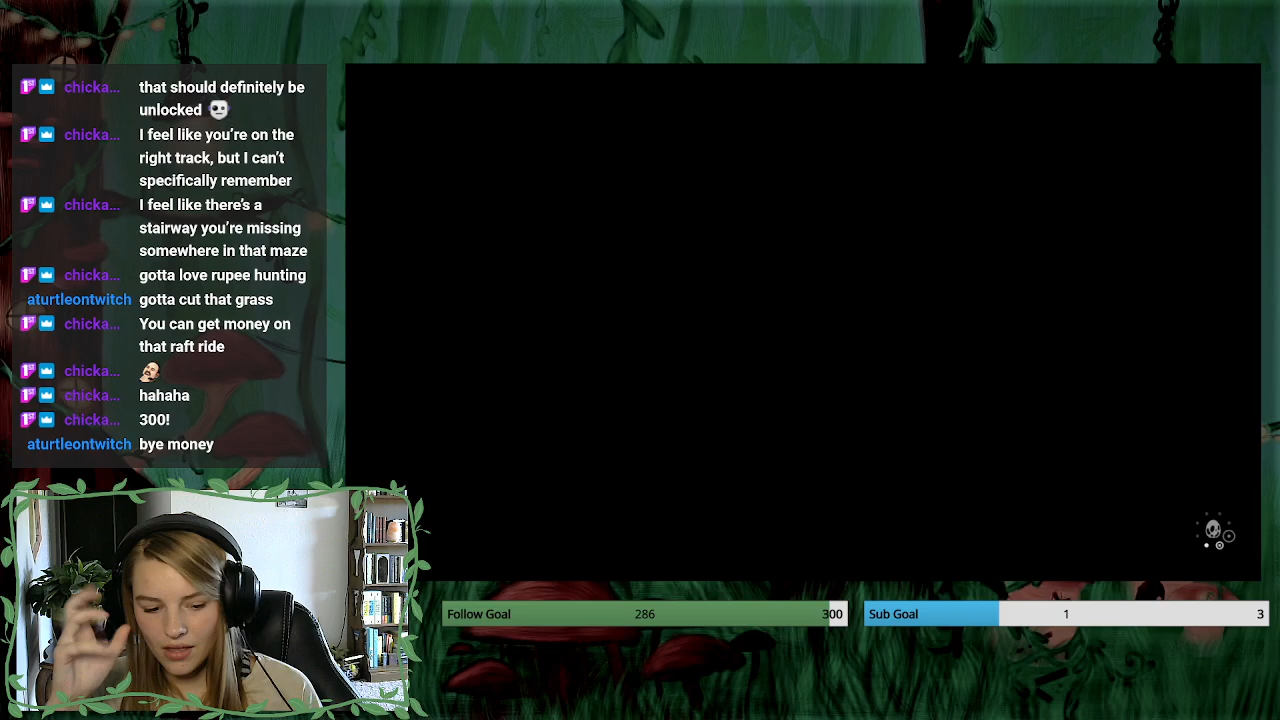 chicka... that should definitely be
unlocked
chicka... I feel like you're on the
right track, but I can't
specifically remember
chicka... I feel like there's a
stairway you're missing
somewhere in that maze
chicka... gotta love rupee hunting
aturtleontwitch gotta cut that grass
chicka... You can get money on
that raft ride
chicka...
chicka... hahaha
chicka... 300!
aturtleontwitch bye money
Follow Goal 286 300
Sub Goal 1 3